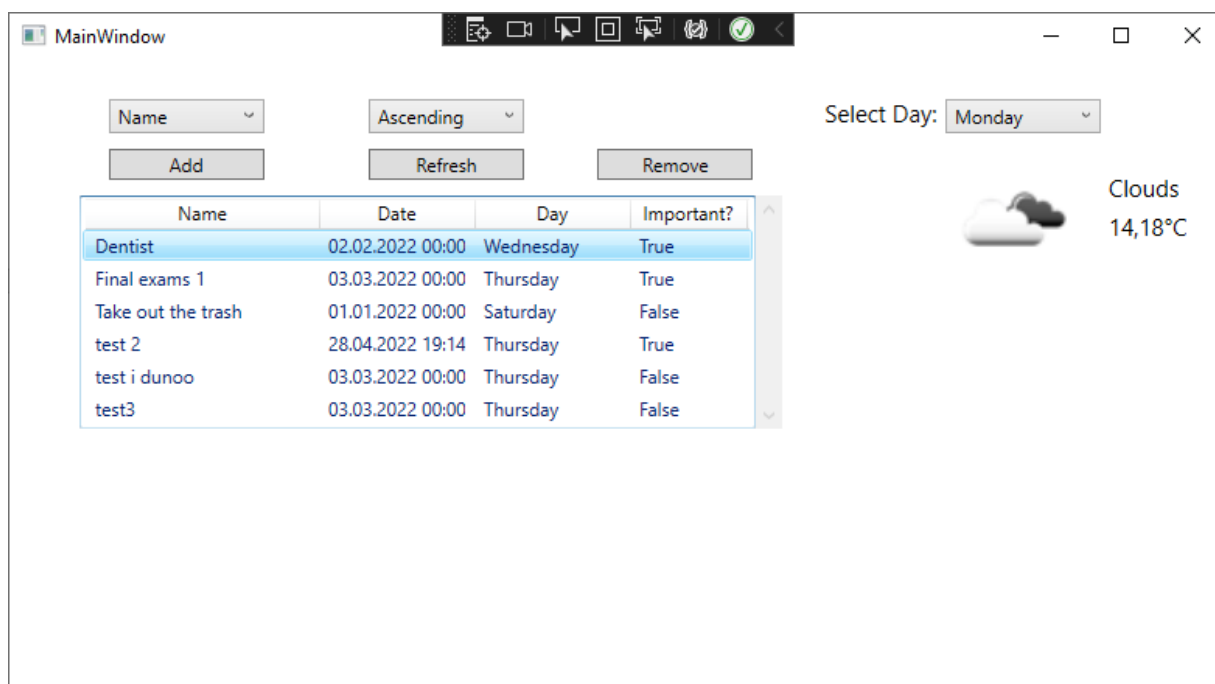 MainWindow
Name Ascending Select Day: Monday
Add Refresh Remove
Clouds
14,18°C
Name Date Day Important?
Dentist 02.02.2022 00:00 Wednesday True
Final exams 1 03.03.2022 00:00 Thursday True
Take out the trash 01.01.2022 00:00 Saturday False
test 2 28.04.2022 19:14 Thursday True
test i dunoo 03.03.2022 00:00 Thursday False
test3 03.03.2022 00:00 Thursday False